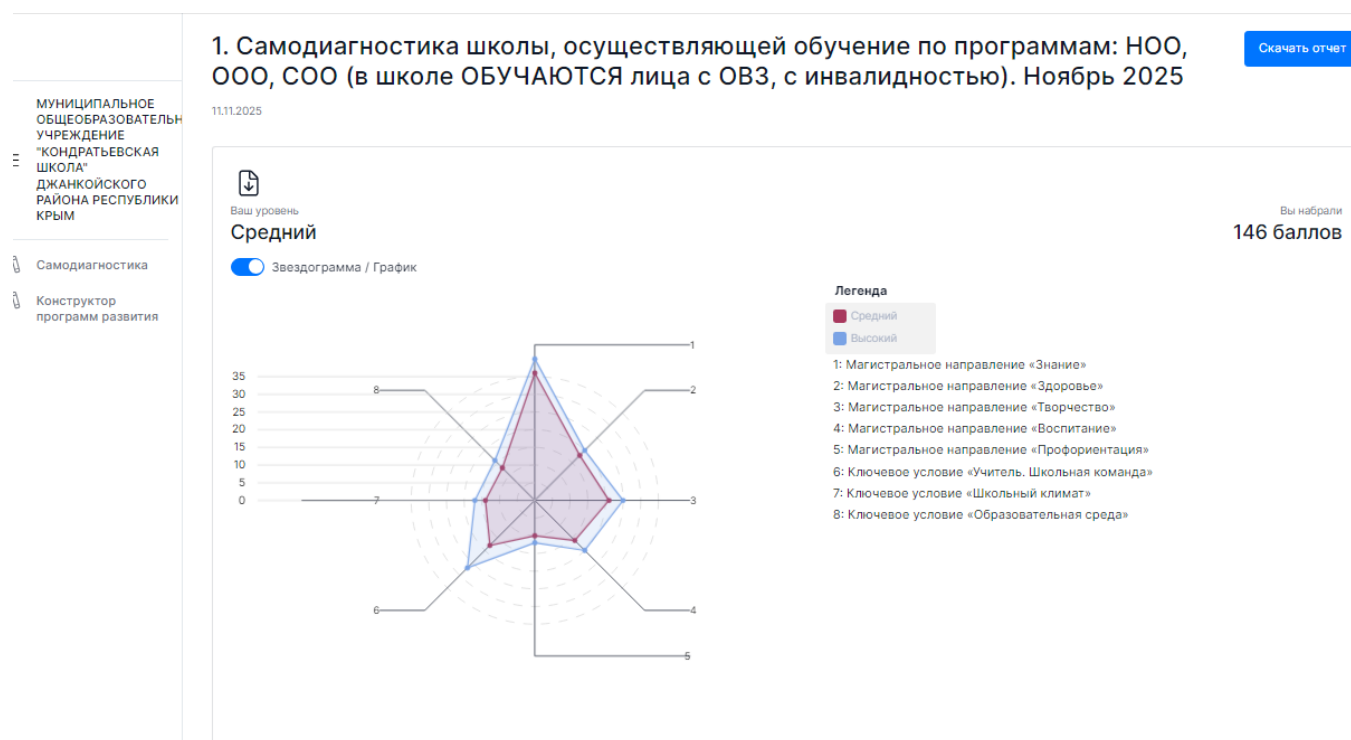 1. Самодиагностика школы, осуществляющей обучение по программам: НОО,
ООО, СОО (в школе ОБУЧАЮТСЯ лица с ОВЗ, с инвалидностью). Ноябрь 2025
Скачать отчет
11.11.2025
МУНИЦИПАЛЬНОЕ
ОБЩЕОБРАЗОВАТЕЛЬН
УЧРЕЖДЕНИЕ
"КОНДРАТЬЕВСКАЯ
ШКОЛА"
ДЖАНКОЙСКОГО
РАЙОНА РЕСПУБЛИКИ
КРЫМ
Самодиагностика
Конструктор
программ развития
Ваш уровень
Средний
Вы набрали
146 баллов
Звездограмма / График
35
30
25
20
15
10
5
0
1
2
3
4
5
6
7
8
Легенда
Средний
Высокий
1: Магистральное направление «Знание»
2: Магистральное направление «Здоровье»
3: Магистральное направление «Творчество»
4: Магистральное направление «Воспитание»
5: Магистральное направление «Профориентация»
6: Ключевое условие «Учитель. Школьная команда»
7: Ключевое условие «Школьный климат»
8: Ключевое условие «Образовательная среда»